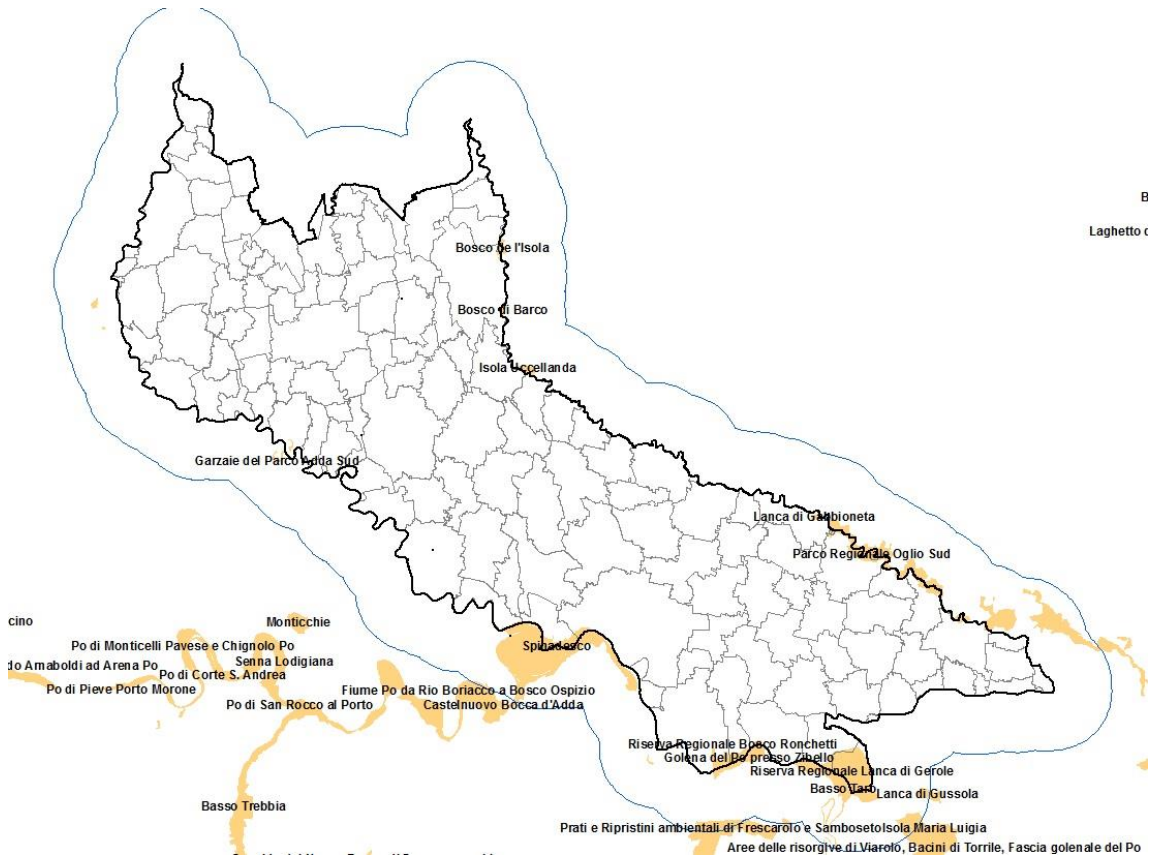 B
Laghetto
Bosco de l'Isola
Bosco di Barco
Isola Uccellanda
Garzaie del Parco Adda Sud
Lanca di Gabbioneta
Parco Regionale Oglio Sud
cino
Monticchie
Po di Monticelli Pavese e Chignolo Po
Spinadesco
Senna Lodigiana
do Arnaboldi ad Arena Po
Po di Corte S. Andrea
Po di Pieve Porto Morone
Fiume Po da Rio Boriacco a Bosco Ospizio
Po di San Rocco al Porto
Castelnuovo Bocca d'Adda
Riserva Regionale Bosco Ronchetti
Golena del Po presso Zibello
Riserva Regionale Lanca di Gerole
Basso Taro
Lanca di Gussola
Basso Trebbia
Prati e Ripristini ambientali di Frescarolo e Samboseto
Isola Maria Luigia
Aree delle risorgive di Viarolo, Bacini di Torrile, Fascia golenale del Po